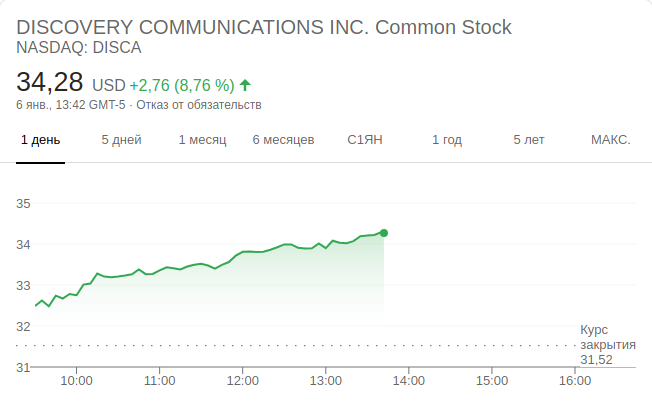 DISCOVERY COMMUNICATIONS INC. Common Stock
NASDAQ: DISCA
34,28 USD +2,76 (8,76 %)
6 янв., 13:42 GMT-5 · Отказ от обязательств
1 день 5 дней 1 месяц 6 месяцев С1ЯН 1 год 5 лет МАКС.
35
34
33
32
Курс
закрытия
31,52
31
10:00 11:00 12:00 13:00 14:00 15:00 16:00